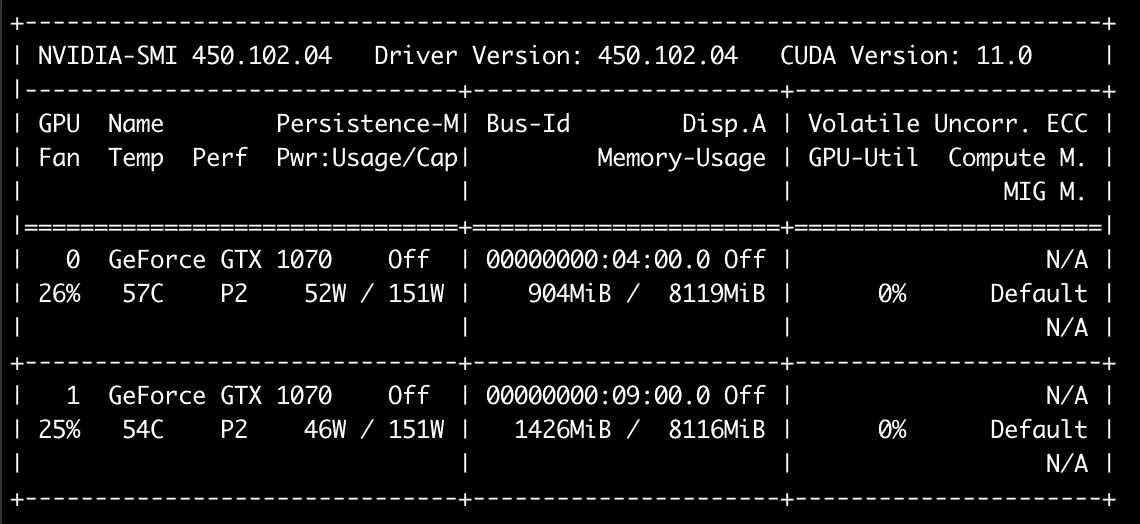 +-----------------------------------------------------------------------------+
| NVIDIA-SMI 450.102.04   Driver Version: 450.102.04   CUDA Version: 11.0     |
|-------------------------------+----------------------+----------------------+
| GPU  Name        Persistence-M| Bus-Id        Disp.A | Volatile Uncorr. ECC |
| Fan  Temp  Perf  Pwr:Usage/Cap|         Memory-Usage | GPU-Util  Compute M. |
|                               |                      |               MIG M. |
|===============================+======================+======================|
|   0  GeForce GTX 1070    Off  | 00000000:04:00.0 Off |                  N/A |
| 26%   57C    P2    52W / 151W |    904MiB /  8119MiB |      0%      Default |
|                               |                      |                  N/A |
+-------------------------------+----------------------+----------------------+
|   1  GeForce GTX 1070    Off  | 00000000:09:00.0 Off |                  N/A |
| 25%   54C    P2    46W / 151W |   1426MiB /  8116MiB |      0%      Default |
|                               |                      |                  N/A |
+-------------------------------+----------------------+----------------------+